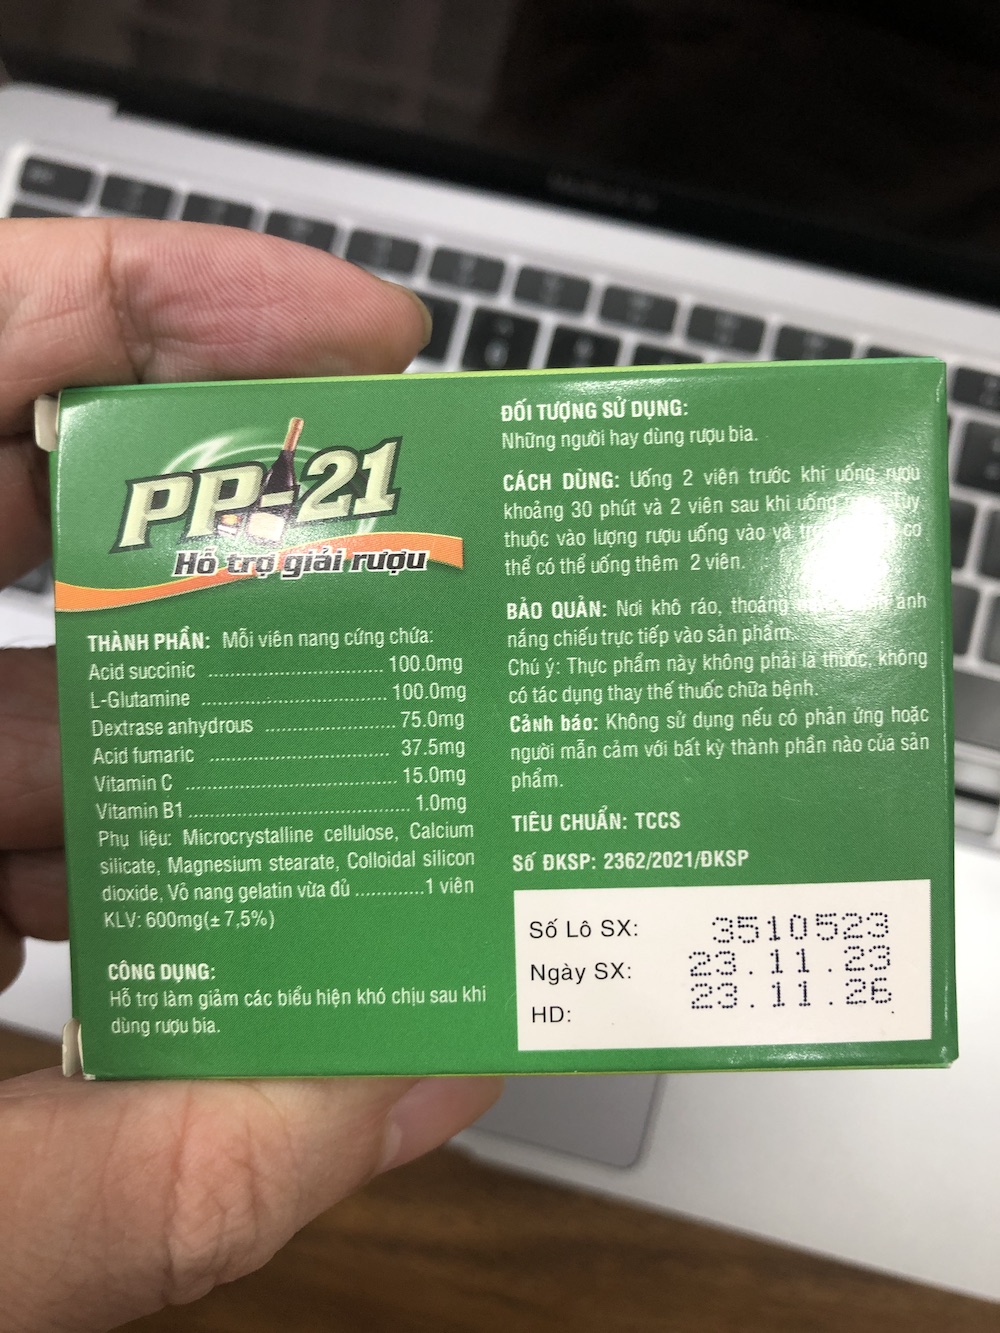 PP-21
Hỗ trợ giải rượu
THÀNH PHẦN: Mỗi viên nang cứng chứa:
Acid succinic ........................... 100.0mg
L-Glutamine ............................ 100.0mg
Dextrase anhydrous .................... 75.0mg
Acid fumaric ........................... 37.5mg
Vitamin C ................................ 15.0mg
Vitamin B1 ................................. 1.0mg
Phụ liệu: Microcrystalline cellulose, Calcium
silicate, Magnesium stearate, Colloidal silicon
dioxide, Vỏ nang gelatin vừa đủ ............1 viên
KLV: 600mg(± 7,5%)
CÔNG DỤNG:
Hỗ trợ làm giảm các biểu hiện khó chịu sau khi
dùng rượu bia.
ĐỐI TƯỢNG SỬ DỤNG:
Những người hay dùng rượu bia.
CÁCH DÙNG: Uống 2 viên trước khi uống rượu
khoảng 30 phút và 2 viên sau khi uống Tùy
thuộc vào lượng rượu uống vào và cơ
thể có thể uống thêm 2 viên.
BẢO QUẢN: Nơi khô ráo, thoáng ánh
nắng chiếu trực tiếp vào sản phẩm.
Chú ý: Thực phẩm này không phải là thuốc, không
có tác dụng thay thế thuốc chữa bệnh.
Cảnh báo: Không sử dụng nếu có phản ứng hoặc
người mẫn cảm với bất kỳ thành phần nào của sản
phẩm.
TIÊU CHUẨN: TCCS
Số ĐKSP: 2362/2021/ĐKSP
Số Lô SX: 3510523
Ngày SX: 23.11.23
HD: 23.11.26